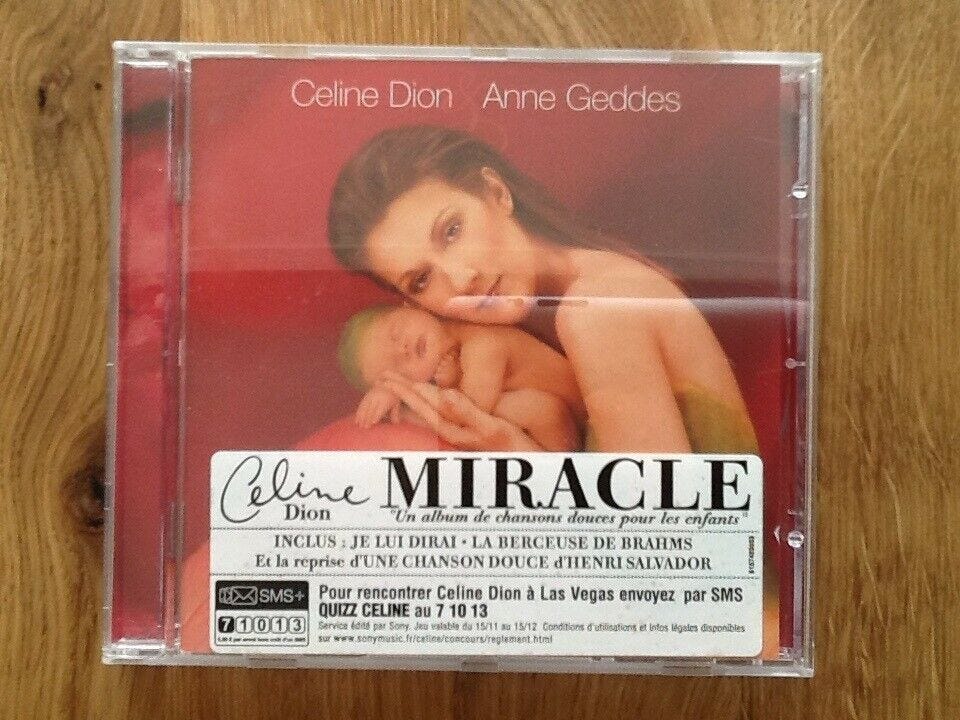 Celine Dion Anne Geddes
Celine Dion
MIRACLE
"Un album de chansons douces pour les enfants"
INCLUS : JE LUI DIRAI • LA BERCEUSE DE BRAHMS
Et la reprise d'UNE CHANSON DOUCE d'HENRI SALVADOR
SMS+
71013
Pour rencontrer Celine Dion à Las Vegas envoyez par SMS
QUIZZ CELINE au 7 10 13
Service édité par Sony. Jeu valable du 15/11 au 15/12 Conditions d'utilisations et infos légales disponibles
sur www.sonymusic.fr/celine/concours/reglement.html